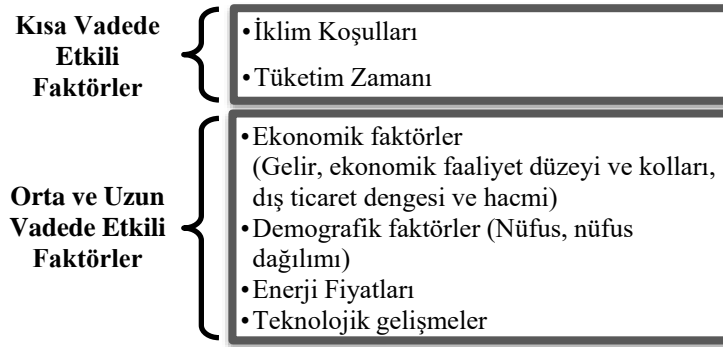 Kısa Vadede
Etkili
Faktörler
•İklim Koşulları
•Tüketim Zamanı
Orta ve Uzun
Vadede Etkili
Faktörler
•Ekonomik faktörler
(Gelir, ekonomik faaliyet düzeyi ve kolları,
dış ticaret dengesi ve hacmi)
•Demografik faktörler (Nüfus, nüfus
dağılımı)
•Enerji Fiyatları
•Teknolojik gelişmeler